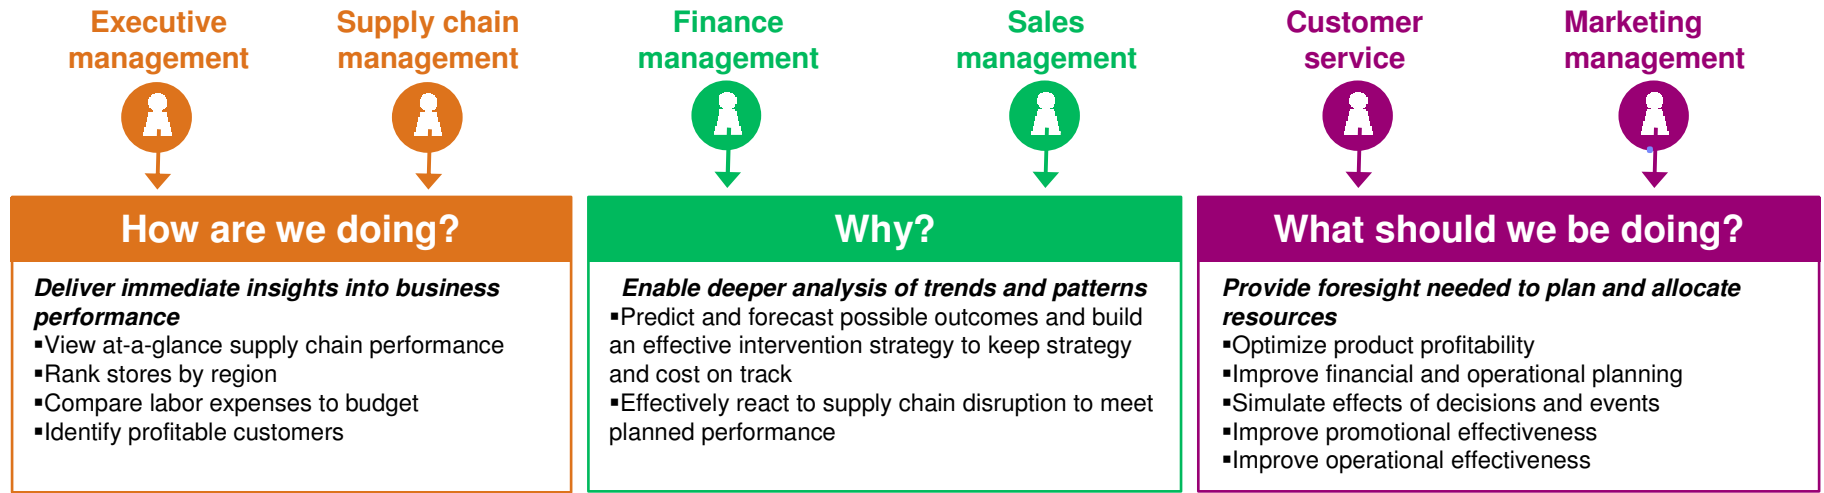 Executive
management
Supply chain
management
Finance
management
Sales
management
Customer
service
Marketing
management
How are we doing?
Deliver immediate insights into business
performance
▪View at-a-glance supply chain performance
▪Rank stores by region
▪Compare labor expenses to budget
▪Identify profitable customers
Why?
Enable deeper analysis of trends and patterns
▪Predict and forecast possible outcomes and build
an effective intervention strategy to keep strategy
and cost on track
▪Effectively react to supply chain disruption to meet
planned performance
What should we be doing?
Provide foresight needed to plan and allocate
resources
▪Optimize product profitability
▪Improve financial and operational planning
▪Simulate effects of decisions and events
▪Improve promotional effectiveness
▪Improve operational effectiveness